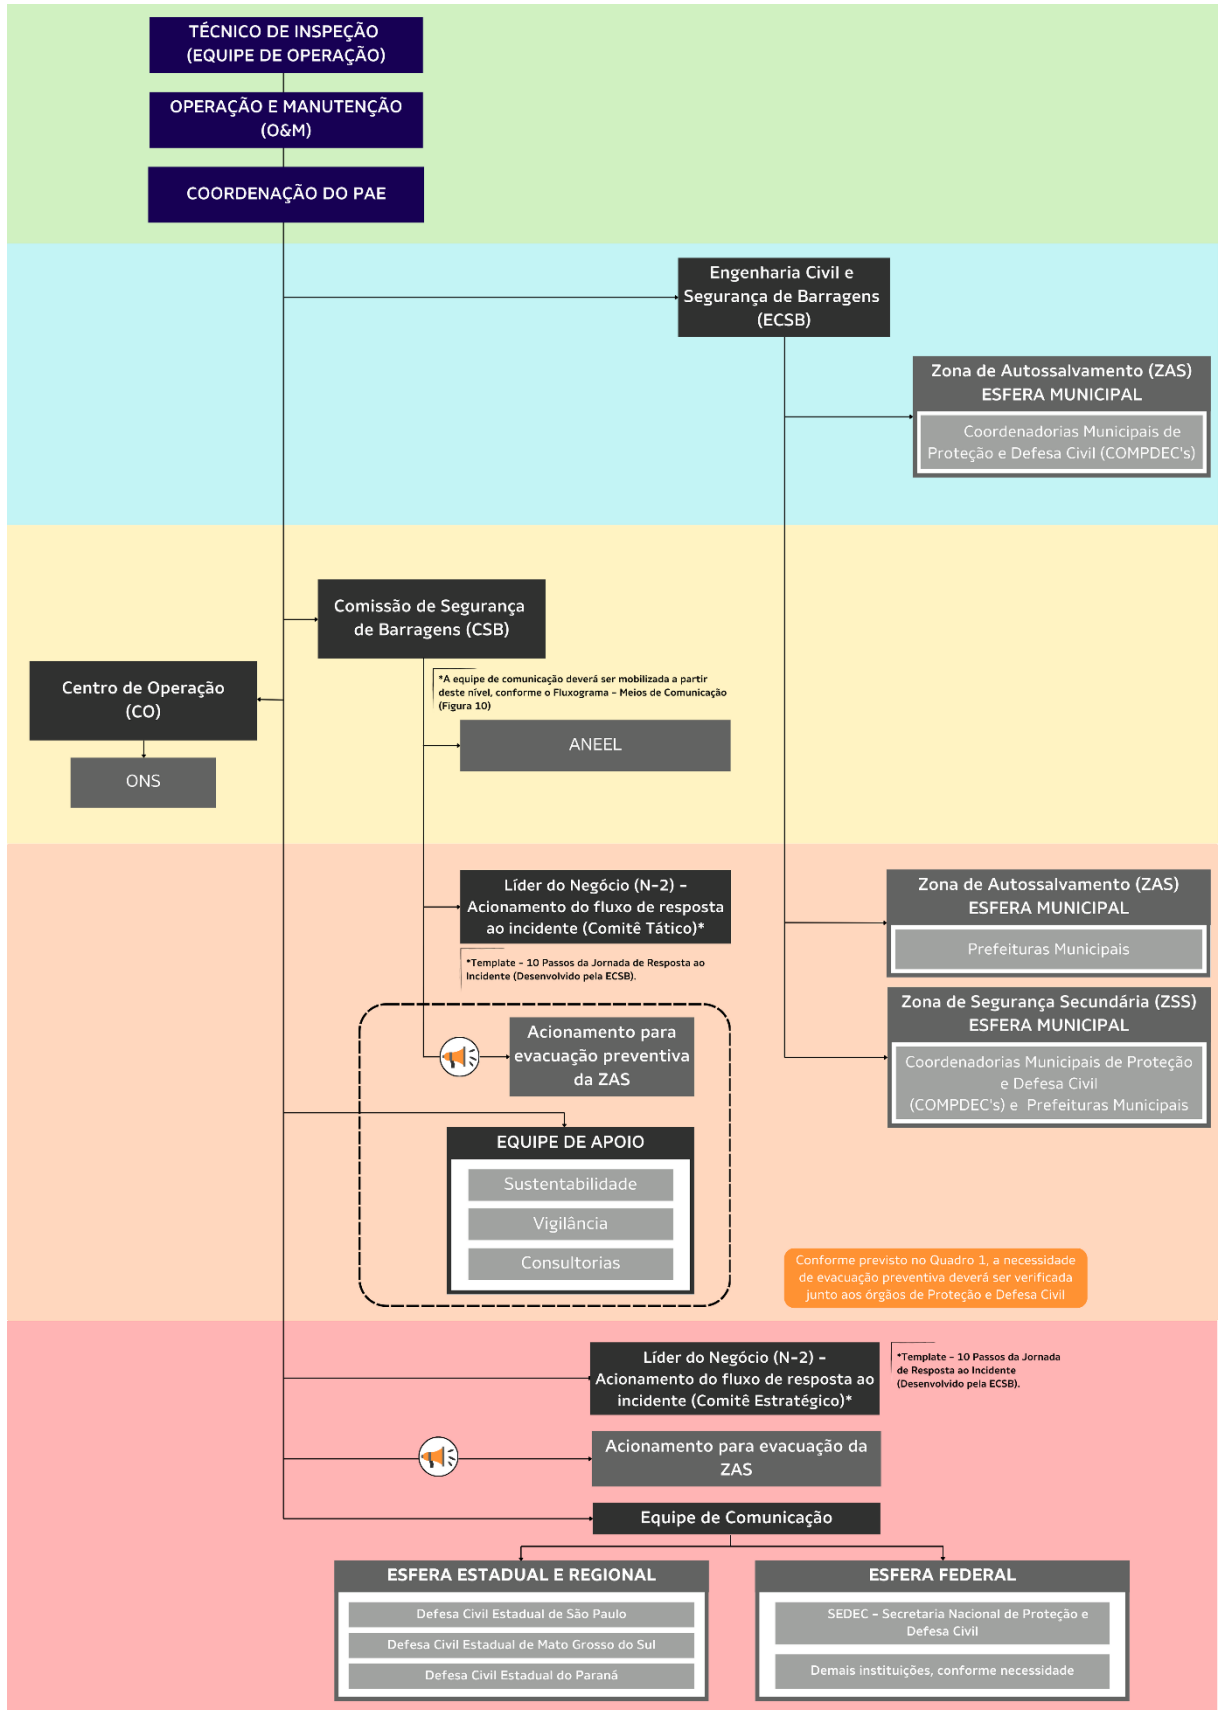 TÉCNICO DE INSPEÇÃO
(EQUIPE DE OPERAÇÃO)
OPERAÇÃO E MANUTENÇÃO
(O&M)
COORDENAÇÃO DO PAE
Engenharia Civil e
Segurança de Barragens
(ECSB)
Zona de Autossalvamento (ZAS)
ESFERA MUNICIPAL
Coordenadorias Municipais de
Proteção e Defesa Civil (COMPDEC's)
Comissão de Segurança
de Barragens (CSB)
*A equipe de comunicação deverá ser mobilizada a partir
deste nível, conforme o Fluxograma – Meios de Comunicação
(Figura 10)
Centro de Operação
(CO)
ANEEL
ONS
Líder do Negócio (N-2) –
Acionamento do fluxo de resposta
ao incidente (Comitê Tático)*
*Template – 10 Passos da Jornada de Resposta ao
Incidente (Desenvolvido pela ECSB).
Zona de Autossalvamento (ZAS)
ESFERA MUNICIPAL
Prefeituras Municipais
Zona de Segurança Secundária (ZSS)
ESFERA MUNICIPAL
Coordenadorias Municipais de Proteção
e Defesa Civil
(COMPDEC's) e Prefeituras Municipais
Acionamento para
evacuação preventiva
da ZAS
EQUIPE DE APOIO
Sustentabilidade
Vigilância
Consultorias
Conforme previsto no Quadro 1, a necessidade
de evacuação preventiva deverá ser verificada
junto aos órgãos de Proteção e Defesa Civil
Líder do Negócio (N-2) –
Acionamento do fluxo de resposta ao
incidente (Comitê Estratégico)*
*Template – 10 Passos da Jornada
de Resposta ao Incidente
(Desenvolvido pela ECSB).
Acionamento para evacuação da
ZAS
Equipe de Comunicação
ESFERA ESTADUAL E REGIONAL
Defesa Civil Estadual de São Paulo
Defesa Civil Estadual de Mato Grosso do Sul
Defesa Civil Estadual do Paraná
ESFERA FEDERAL
SEDEC – Secretaria Nacional de Proteção e
Defesa Civil
Demais instituições, conforme necessidade